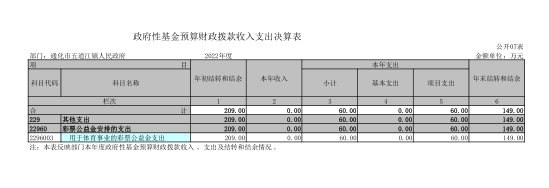 政府性基金预算财政拨款收入支出决算表
公开07表
部门：通化市五道江镇人民政府 2022年度 金额单位：万元
项 目 年初结转和结余 本年收入 本年支出 年末结转和结余
科目代码 科目名称 小计 基本支出 项目支出
栏次 1 2 3 4 5 6
合 计 209.00 0.00 60.00 0.00 60.00 149.00
229 其他支出 209.00 0.00 60.00 0.00 60.00 149.00
22960 彩票公益金安排的支出 209.00 0.00 60.00 0.00 60.00 149.00
2296003 用于体育事业的彩票公益金支出 209.00 0.00 60.00 0.00 60.00 149.00
注：本表反映部门本年度政府性基金预算财政拨款收入、支出及结转和结余情况。